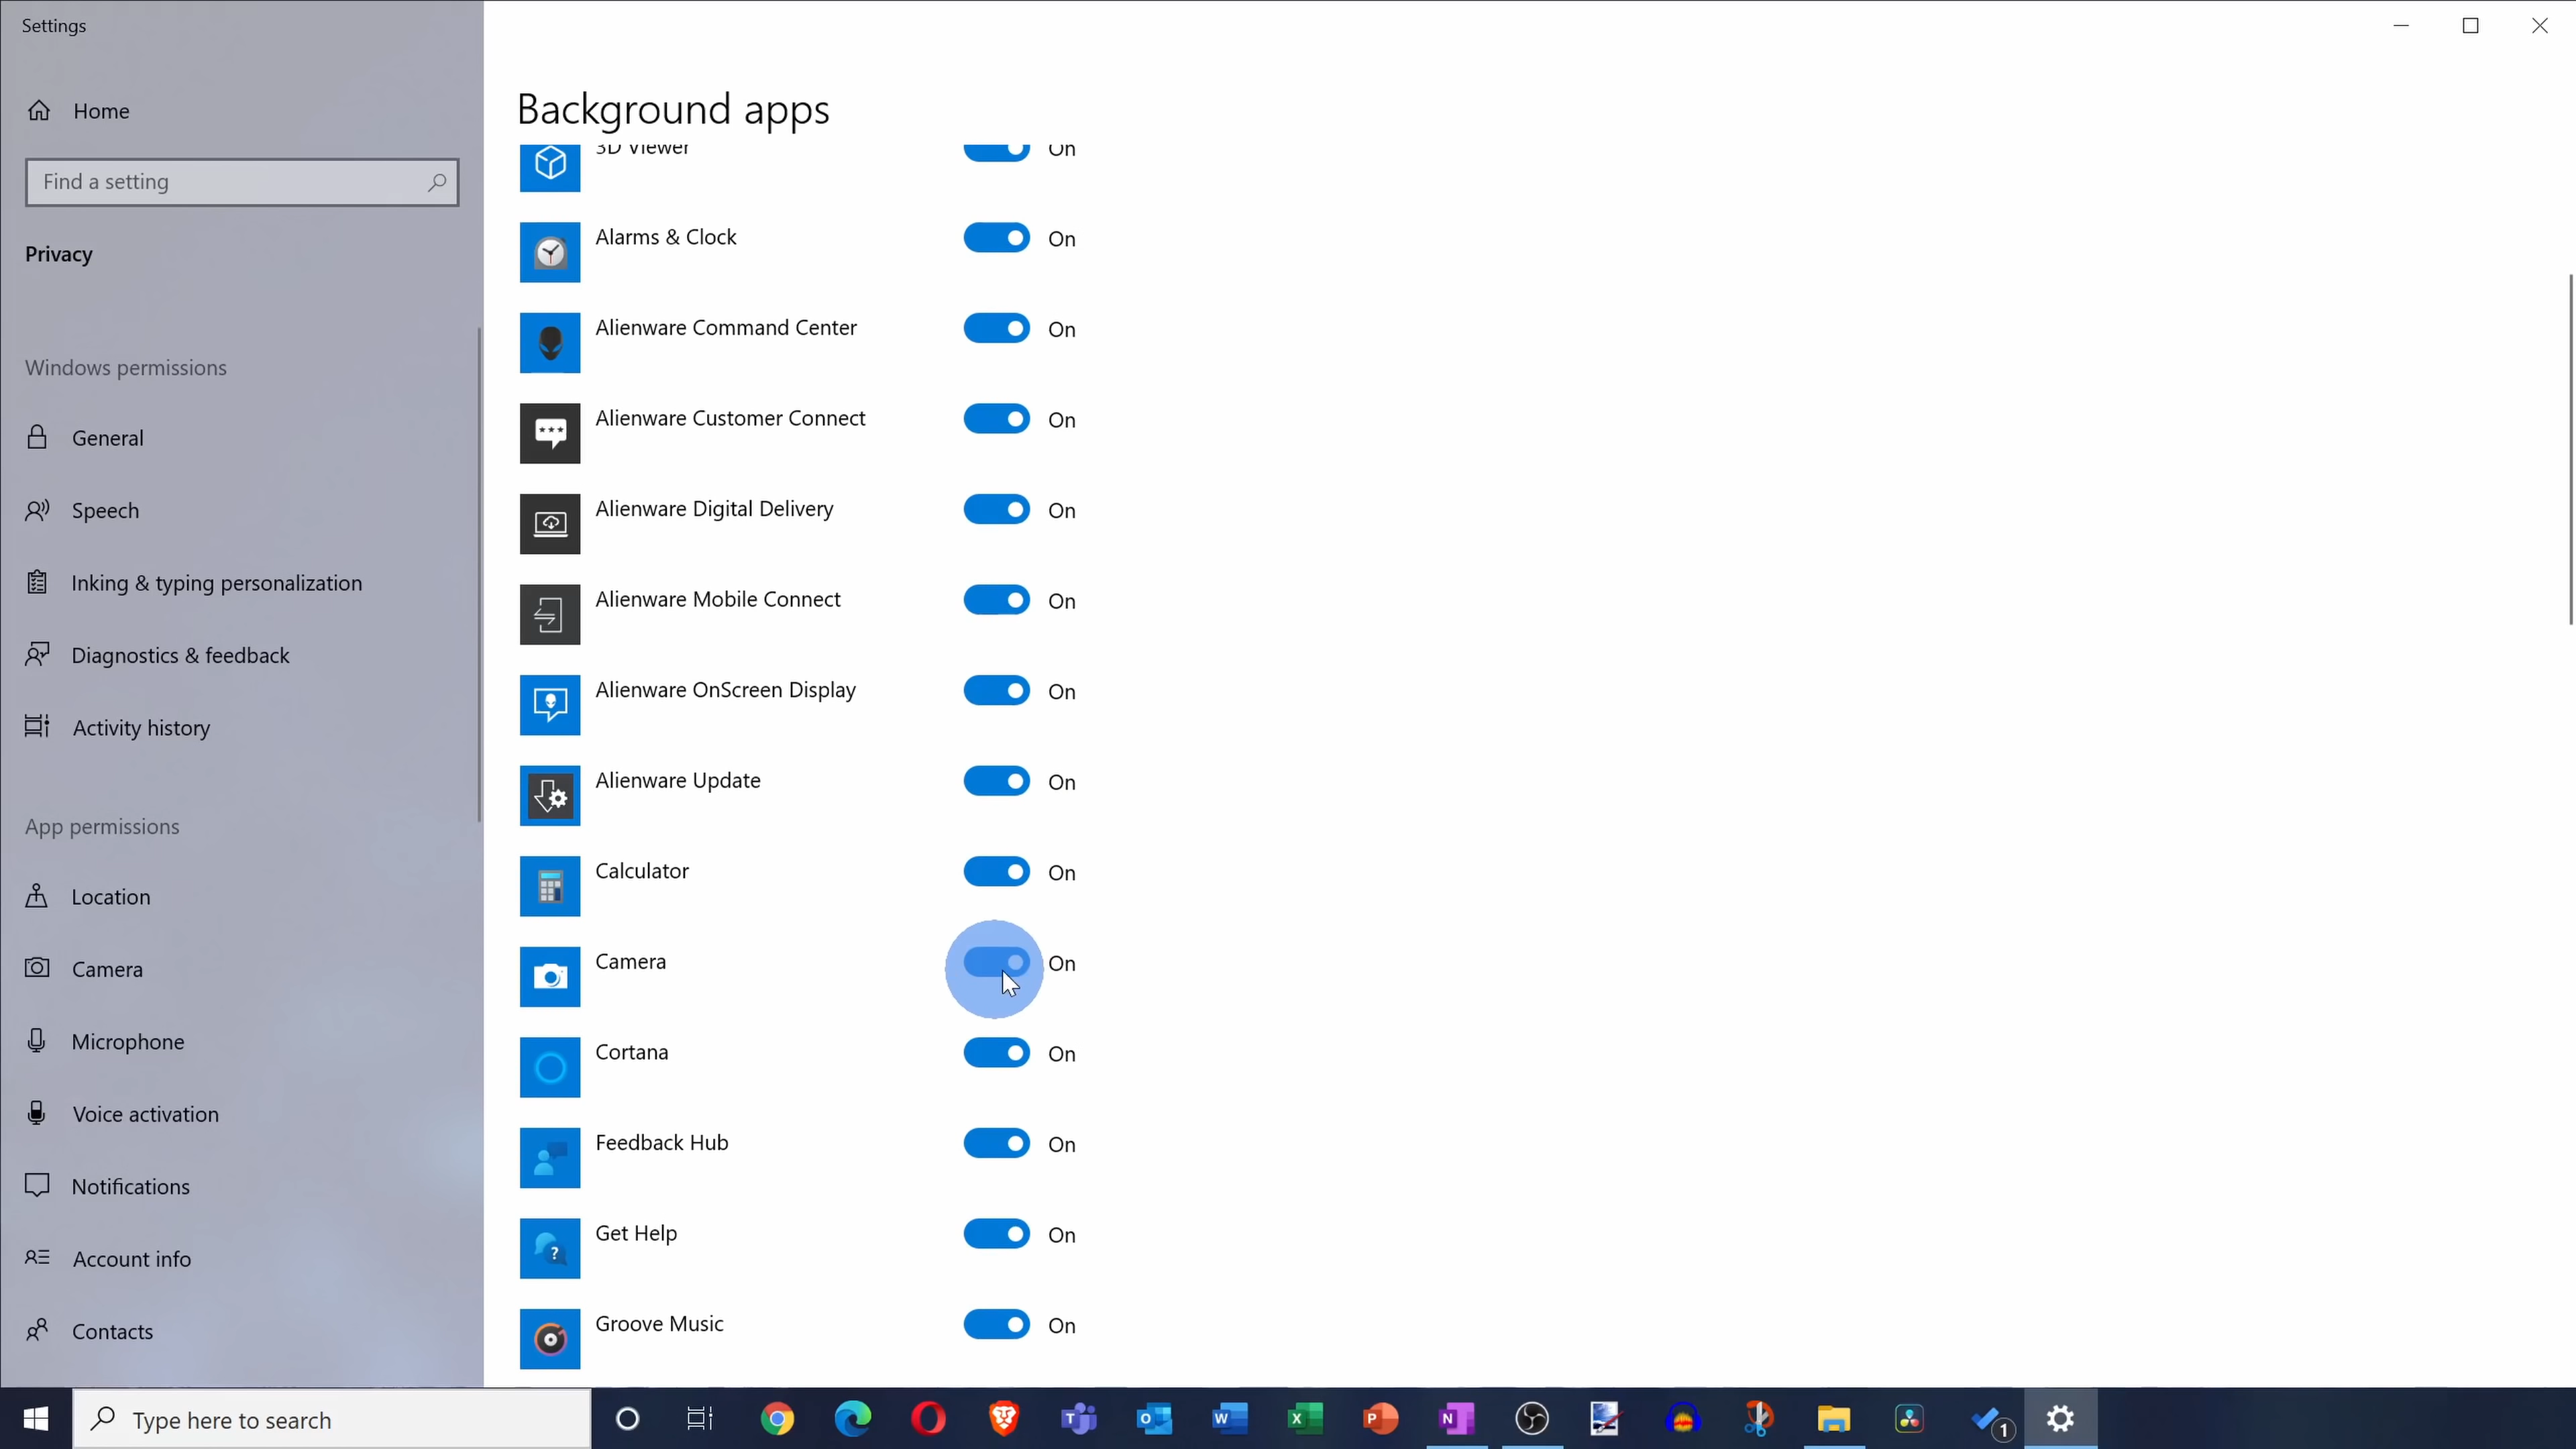 Settings
Home
Find a setting
Privacy
Windows permissions
General
Speech
Inking & typing personalization
Diagnostics & feedback
Activity history
App permissions
Location
Camera
Microphone
Voice activation
Notifications
Account info
Contacts
Background apps
3D Viewer On
Alarms & Clock On
Alienware Command Center On
Alienware Customer Connect On
Alienware Digital Delivery On
Alienware Mobile Connect On
Alienware OnScreen Display On
Alienware Update On
Calculator On
Camera On
Cortana On
Feedback Hub On
Get Help On
Groove Music On
Type here to search
1